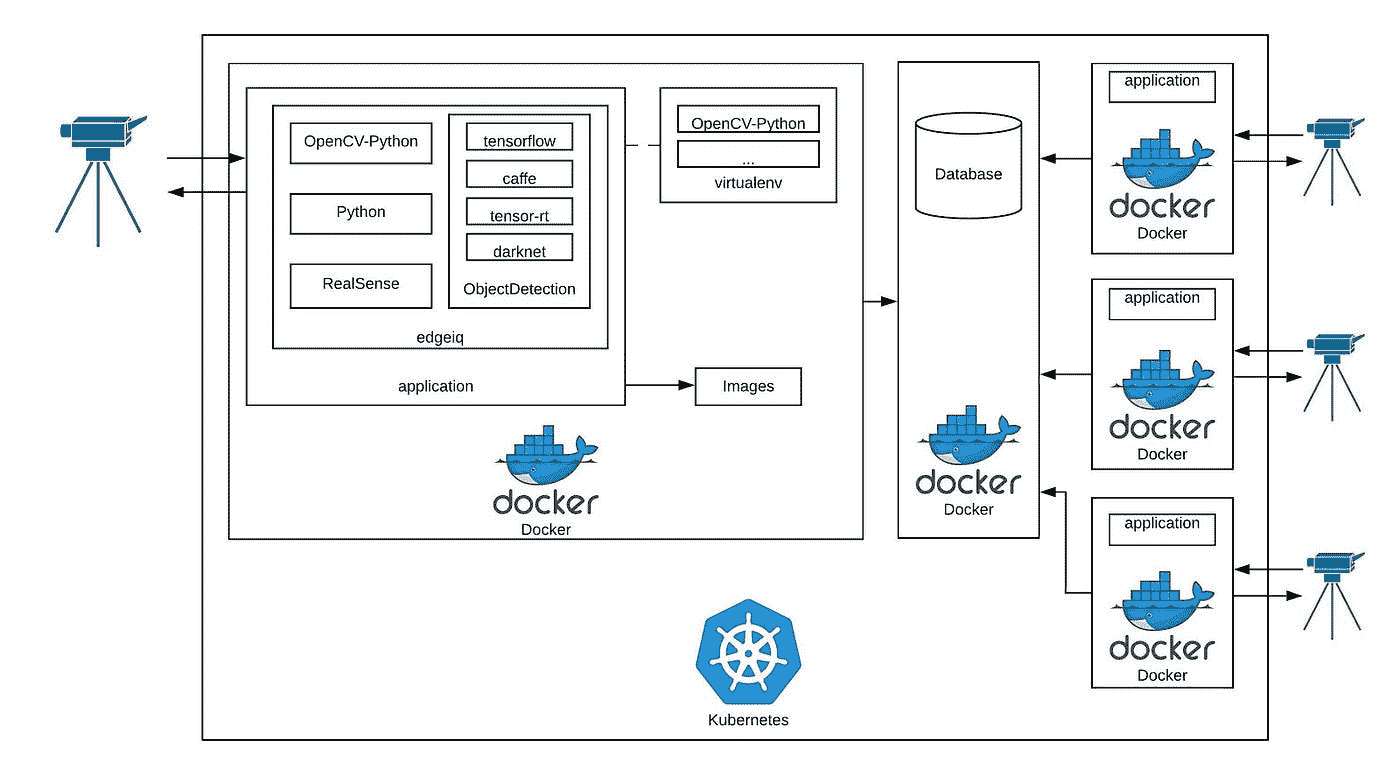 OpenCV-Python
Python
RealSense
tensorflow
caffe
tensor-rt
darknet
ObjectDetection
edgeiq
application
OpenCV-Python
...
virtualenv
Images
docker
Docker
Database
docker
Docker
application
docker
Docker
application
docker
Docker
application
docker
Docker
Kubernetes